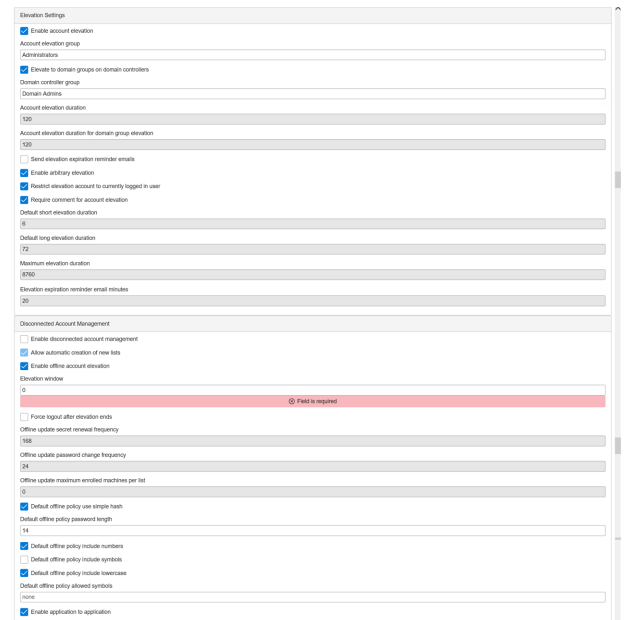 Elevation Settings
Enable account elevation
Account elevation group
Administrators
Elevate to domain groups on domain controllers
Domain controller group
Domain Admins
Account elevation duration
120
Account elevation duration for domain group elevation
120
Send elevation expiration reminder emails
Enable arbitrary elevation
Restrict elevation account to currently logged in user
Require comment for account elevation
Default short elevation duration
6
Default long elevation duration
72
Maximum elevation duration
8760
Elevation expiration reminder email minutes
20
Disconnected Account Management
Enable disconnected account management
Allow automatic creation of new lists
Enable offline account elevation
Elevation window
0
Field is required
Force logout after elevation ends
Offline update secret renewal frequency
168
Offline update password change frequency
24
Offline update maximum enrolled machines per list
0
Default offline policy use simple hash
Default offline policy password length
14
Default offline policy include numbers
Default offline policy include symbols
Default offline policy include lowercase
Default offline policy allowed symbols
none
Enable application to application